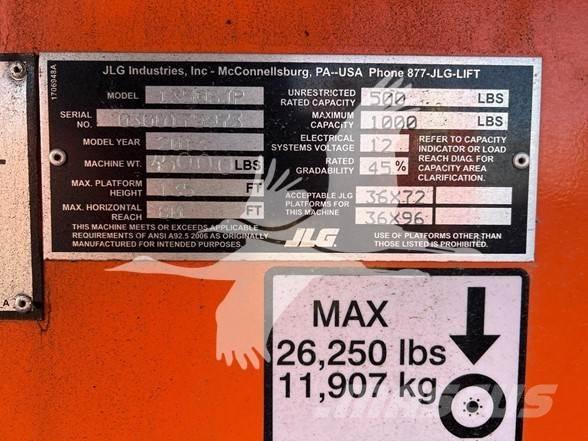 1706948A
JLG Industries, Inc - McConnellsburg, PA--USA Phone 877-JLG-LIFT
MODEL
UNRESTRICTED RATED CAPACITY 500 LBS
SERIAL NO.
MAXIMUM CAPACITY 1000 LBS
MODEL YEAR
ELECTRICAL SYSTEMS VOLTAGE 12
MACHINE WT. LBS
RATED GRADABILITY 45%
REFER TO CAPACITY
INDICATOR OR LOAD
REACH DIAG. FOR
CAPACITY AREA
CLARIFICATION.
MAX. PLATFORM HEIGHT FT
MAX. HORIZONTAL REACH FT
ACCEPTABLE JLG
PLATFORMS FOR
THIS MACHINE
36X72
36X96
THIS MACHINE MEETS OR EXCEEDS APPLICABLE
REQUIREMENTS OF ANSI A92.5 2006 AS ORIGINALLY
MANUFACTURED FOR INTENDED PURPOSES.
JLG
USE OF PLATFORMS OTHER THAN
THOSE LISTED IS PROHIBITED.
A
MAX
26,250 lbs
11,907 kg